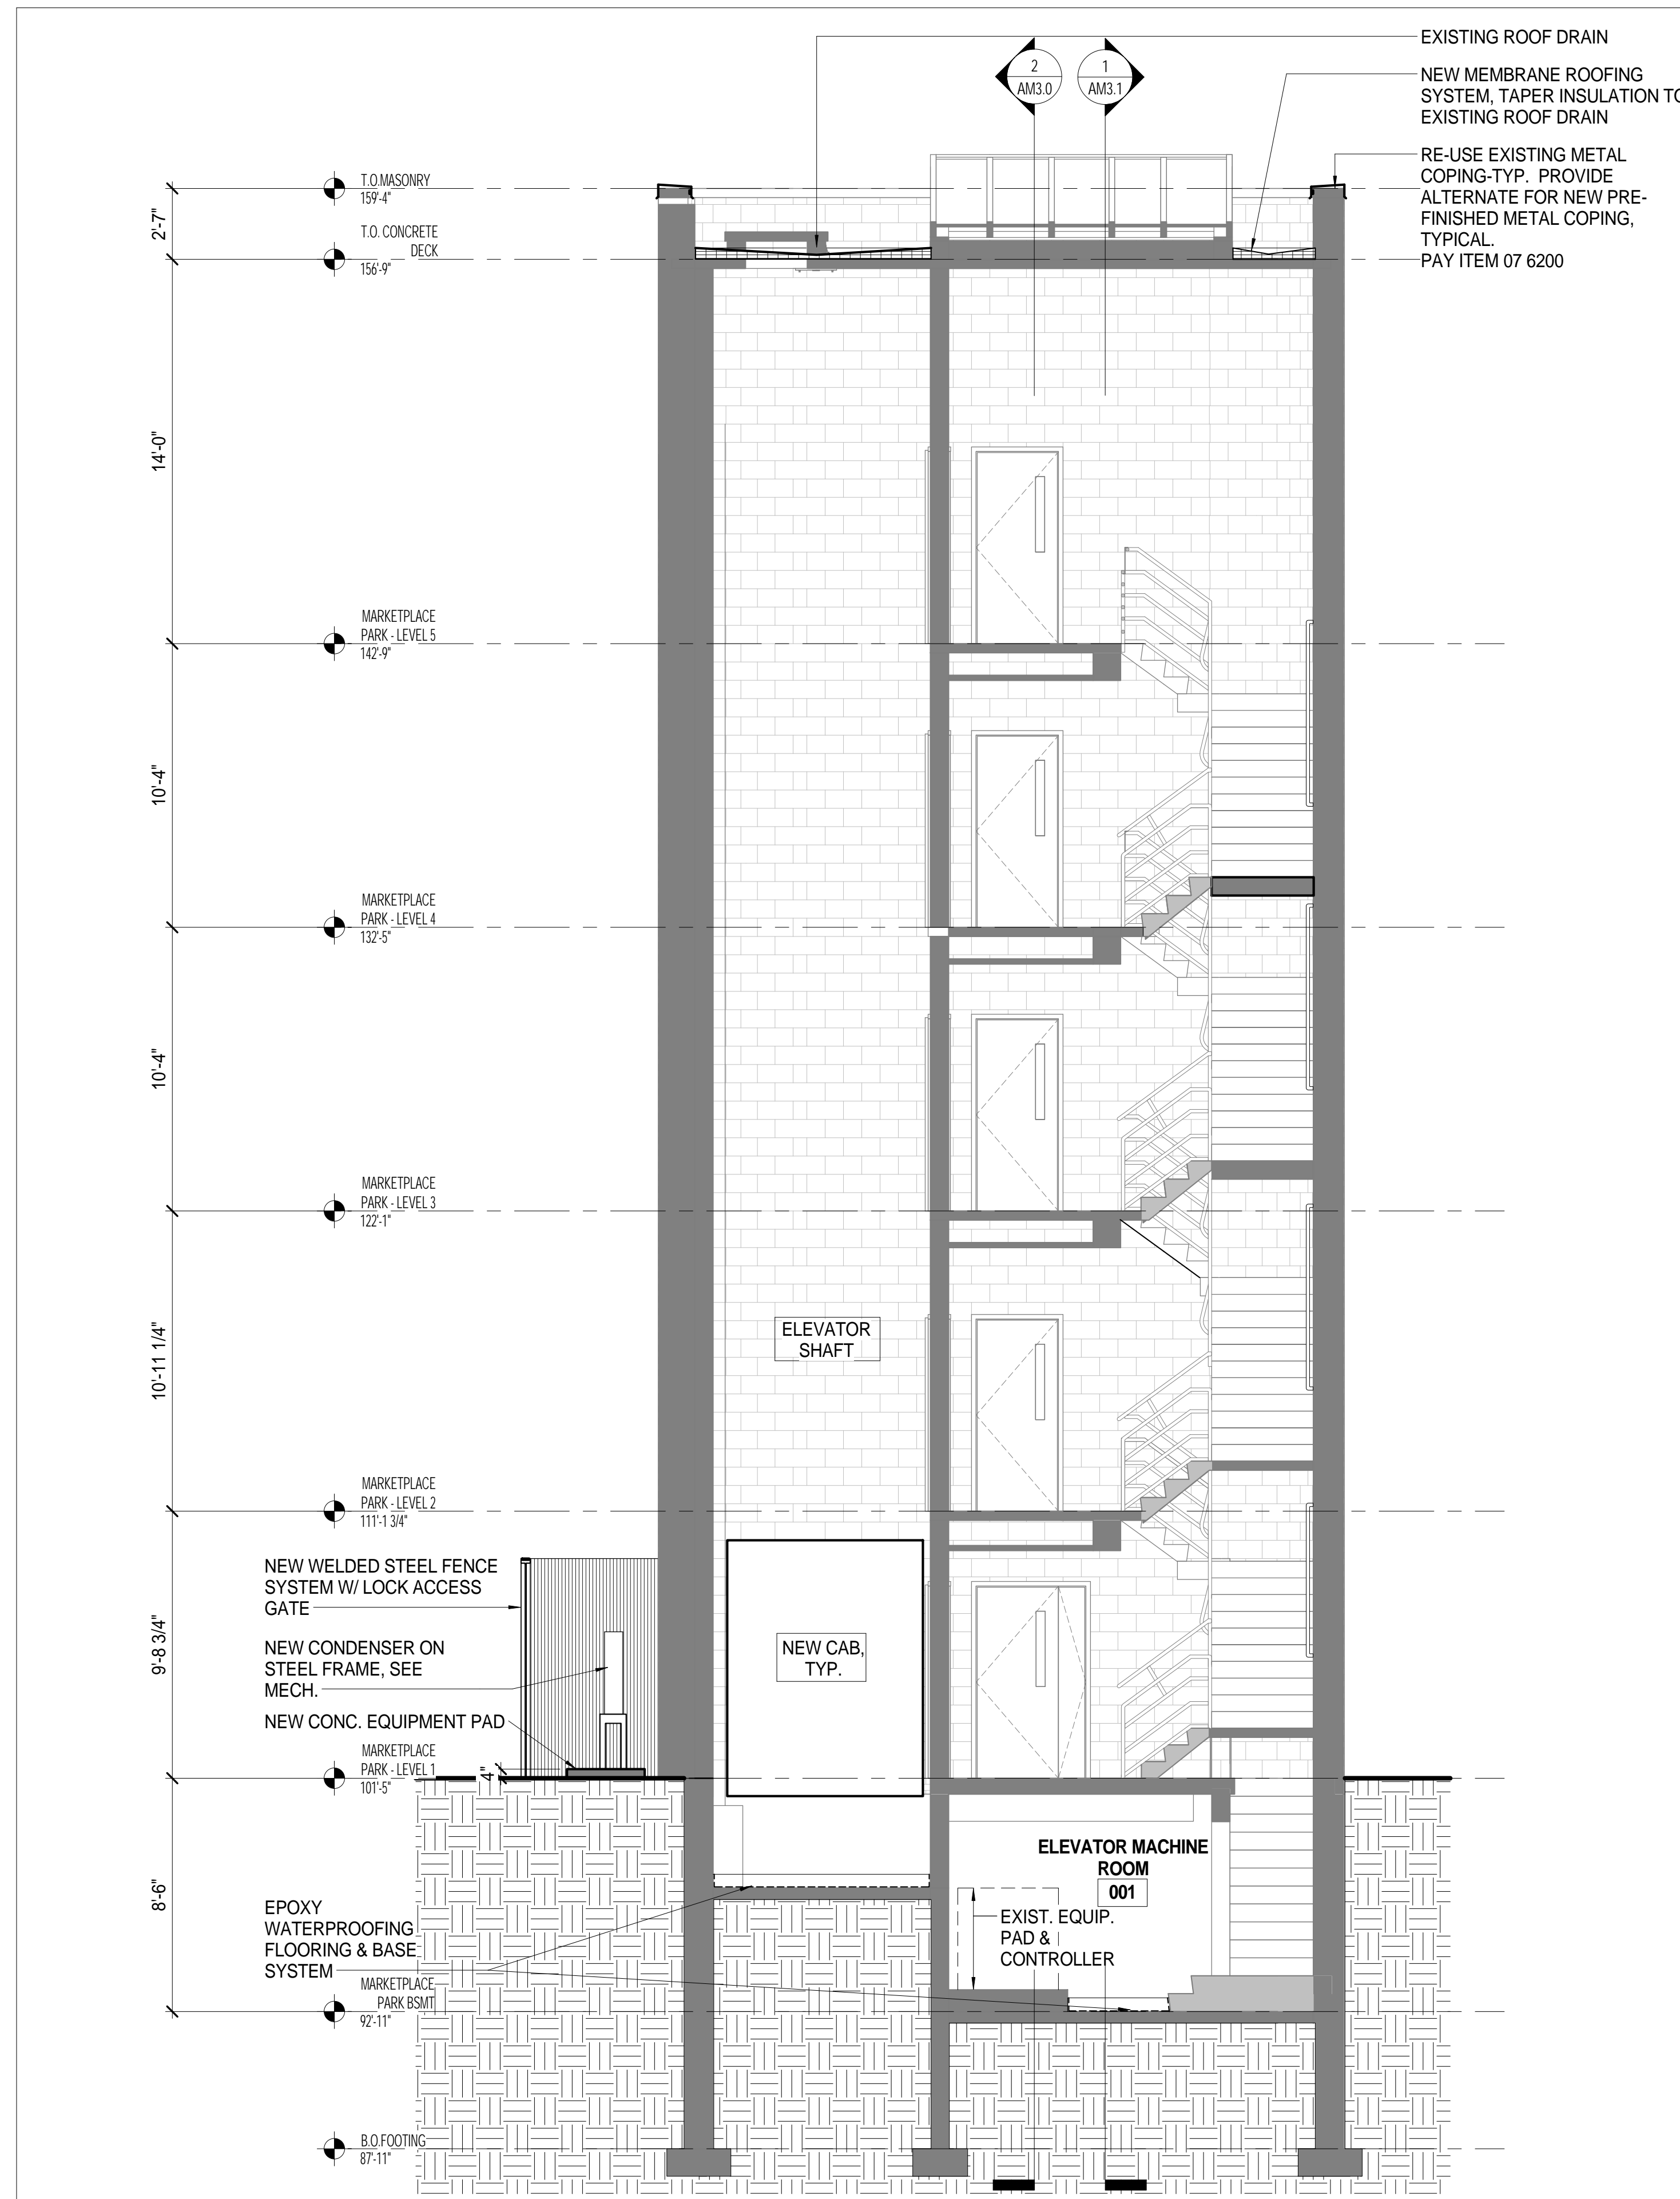 EXISTING ROOF DRAIN
2
AM3.0
1
AM3.1
NEW MEMBRANE ROOFING
SYSTEM, TAPER INSULATION TO
EXISTING ROOF DRAIN
RE-USE EXISTING METAL
COPING-TYP. PROVIDE
ALTERNATE FOR NEW PRE-
FINISHED METAL COPING,
TYPICAL.
PAY ITEM 07 6200
T.O.MASONRY
159'-4"
2'-7"
T.O. CONCRETE
DECK
156'-9"
14'-0"
MARKETPLACE
PARK - LEVEL 5
142'-9"
10'-4"
MARKETPLACE
PARK - LEVEL 4
132'-5"
10'-4"
MARKETPLACE
PARK - LEVEL 3
122'-1"
10'-11 1/4"
ELEVATOR
SHAFT
MARKETPLACE
PARK - LEVEL 2
111'-1 3/4"
NEW WELDED STEEL FENCE
SYSTEM W/ LOCK ACCESS
GATE
9'-8 3/4"
NEW CAB,
TYP.
NEW CONDENSER ON
STEEL FRAME, SEE
MECH.
NEW CONC. EQUIPMENT PAD
MARKETPLACE
PARK - LEVEL 1
101'-5"
4"
8'-6"
ELEVATOR MACHINE
ROOM
001
EXIST. EQUIP.
PAD &
CONTROLLER
EPOXY
WATERPROOFING
FLOORING & BASE
SYSTEM
MARKETPLACE
PARK BSMT
92'-11"
B.O.FOOTING
87'-11"